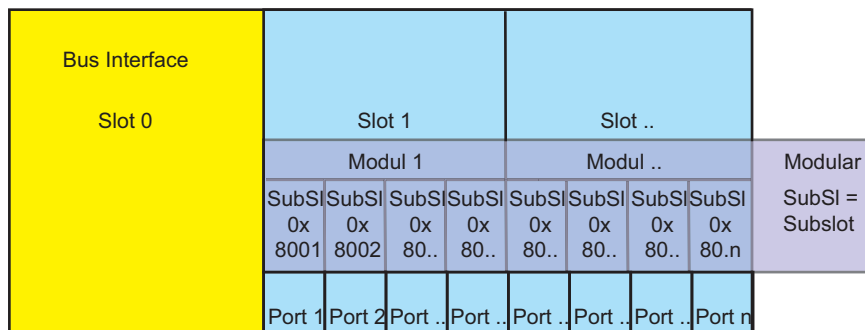 Bus Interface
Slot 0
Slot 1
Slot ..
Modul 1
Modul ..
Modular
SubSl
0x
8001
SubSl
0x
8002
SubSl
0x
80..
SubSl
0x
80..
SubSl
0x
80..
SubSl
0x
80..
SubSl
0x
80..
SubSl
0x
80.n
SubSl =
Subslot
Port 1
Port 2
Port ..
Port ..
Port ..
Port ..
Port ..
Port n